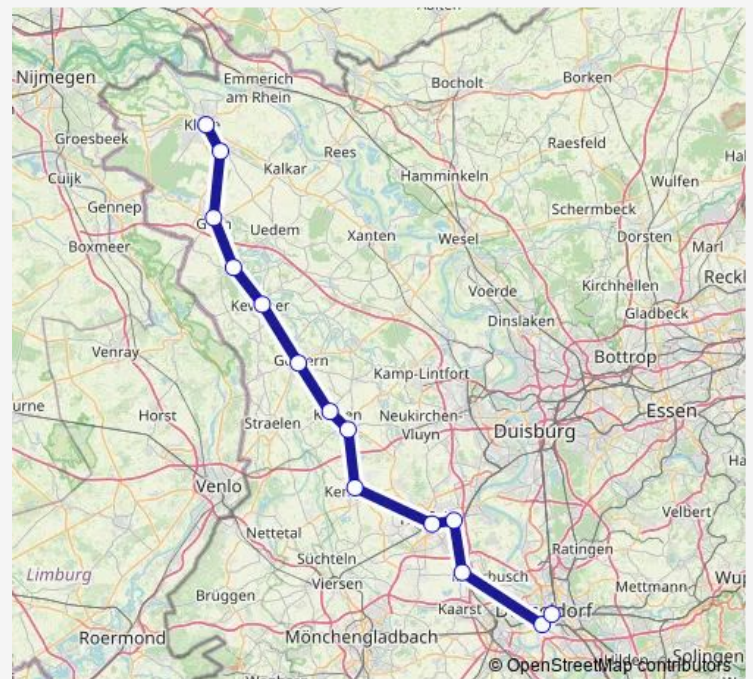 Nijmegen
Emmerich
am Rhein
Bocholt
Borken
Groesbeek
Rees
Raesfeld
Cuijk
Kalkar
Hamminkeln
Wulfen
Gennep
Schermbeck
Uedem
Xanten
Wesel
Dorsten
Marl
Boxmeer
Voerde
Kirchhellen
Dinslaken
Gladbeck
Venray
Bottrop
Kamp-Lintfort
Horst
Straelen
Neukirchen-
Vluyn
Essen
Duisburg
Venlo
Velbert
Nettetal
Ratingen
Süchteln
Limburg
Viersen
Mettmann
Brüggen
Kaarst
Roermond
Mönchengladbach
Solingen
© OpenStreetMap contributors